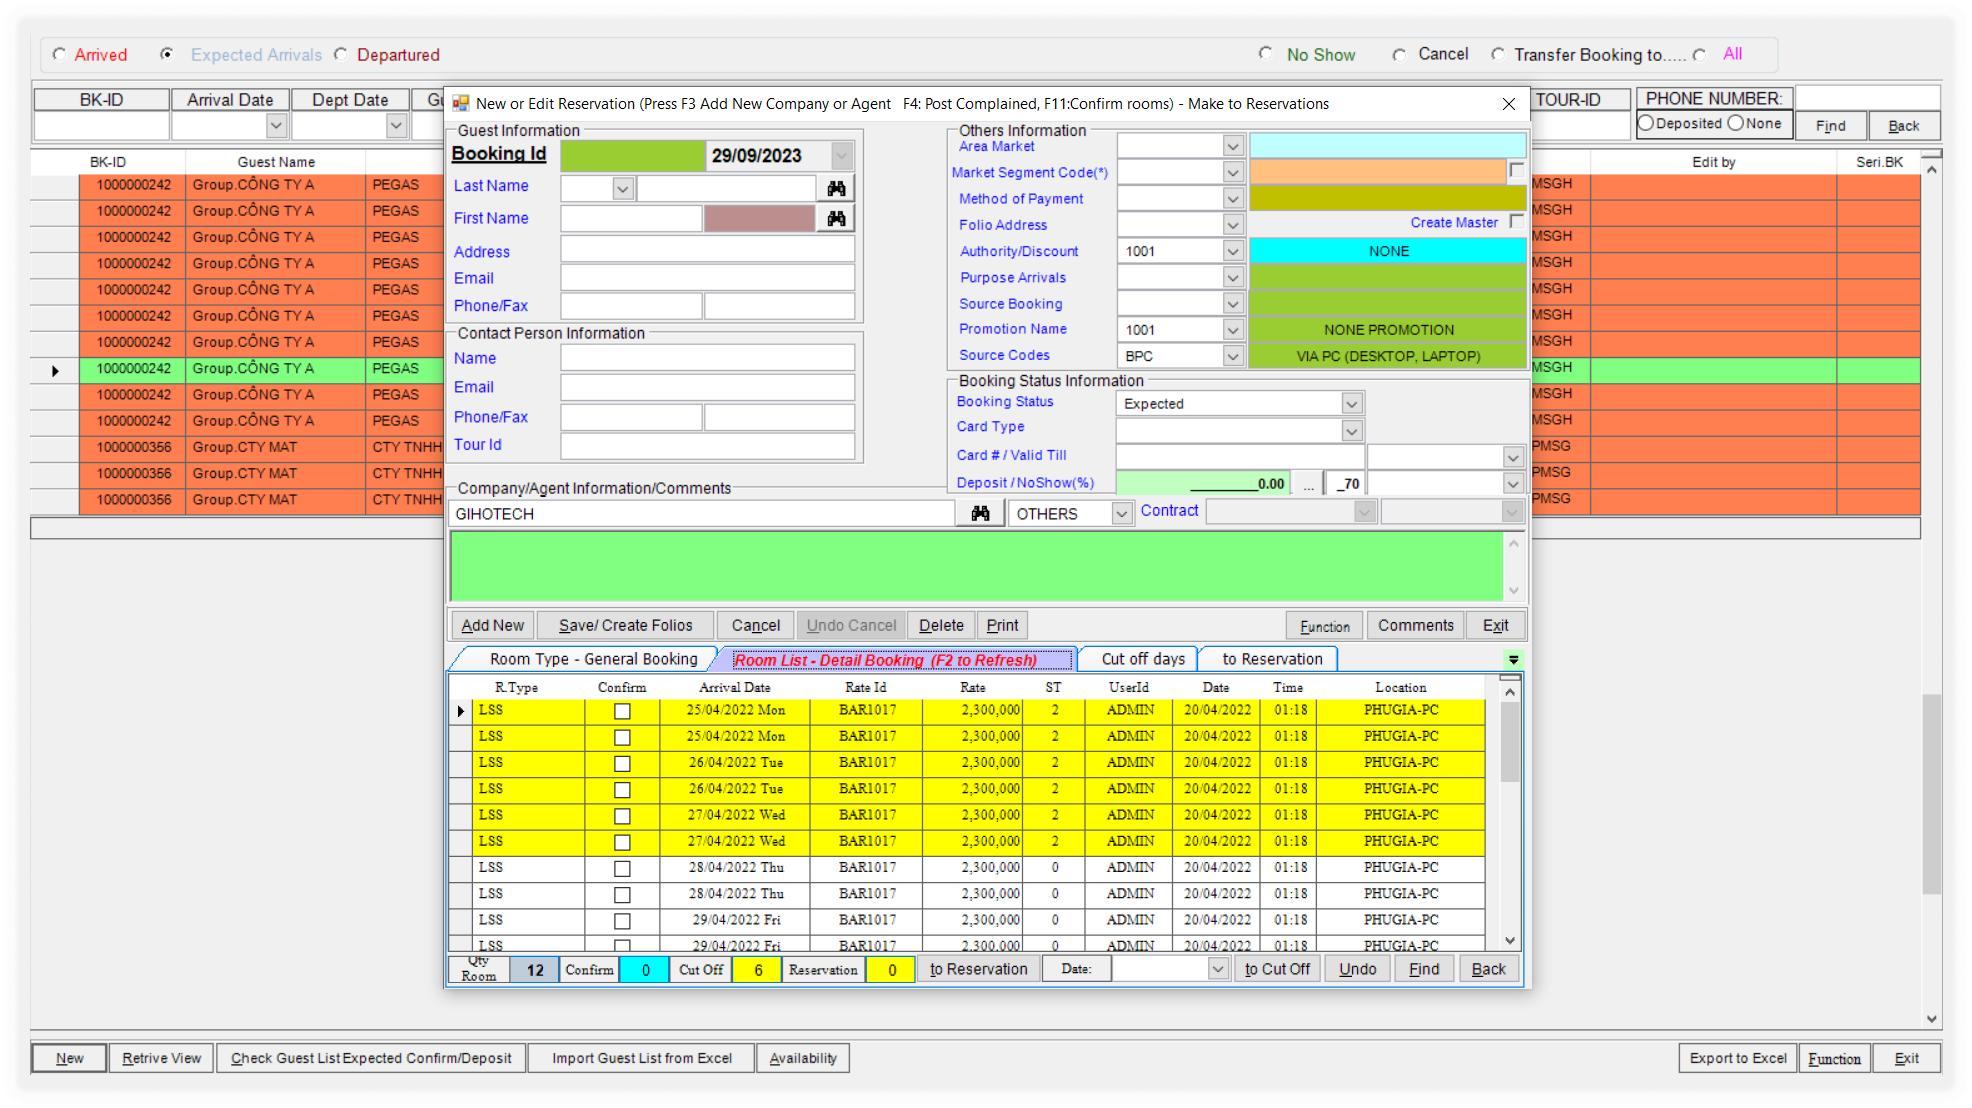 Arrived Expected Arrivals Departured No Show Cancel Transfer Booking to..... All
BK-ID Arrival Date Dept Date Gu TOUR-ID PHONE NUMBER:
Deposited None Find Back
BK-ID Guest Name Edit by Seri.BK
1000000242 Group.CÔNG TY A PEGAS MSGH
1000000242 Group.CÔNG TY A PEGAS MSGH
1000000242 Group.CÔNG TY A PEGAS MSGH
1000000242 Group.CÔNG TY A PEGAS MSGH
1000000242 Group.CÔNG TY A PEGAS MSGH
1000000242 Group.CÔNG TY A PEGAS MSGH
1000000242 Group.CÔNG TY A PEGAS MSGH
1000000242 Group.CÔNG TY A PEGAS MSGH
1000000242 Group.CÔNG TY A PEGAS MSGH
1000000242 Group.CÔNG TY A PEGAS MSGH
1000000356 Group.CTY MAT CTY TNHH PMSG
1000000356 Group.CTY MAT CTY TNHH PMSG
1000000356 Group.CTY MAT CTY TNHH PMSG
New or Edit Reservation (Press F3 Add New Company or Agent F4: Post Complained, F11:Confirm rooms) - Make to Reservations
Guest Information
Booking Id 29/09/2023
Last Name
First Name
Address
Email
Phone/Fax
Contact Person Information
Name
Email
Phone/Fax
Tour Id
Others Information
Area Market
Market Segment Code(*)
Method of Payment
Folio Address Create Master
Authority/Discount 1001 NONE
Purpose Arrivals
Source Booking
Promotion Name 1001 NONE PROMOTION
Source Codes BPC VIA PC (DESKTOP, LAPTOP)
Booking Status Information
Booking Status Expected
Card Type
Card # / Valid Till
Deposit / NoShow(%) ________0.00 ... _70
Company/Agent Information/Comments
GIHOTECH OTHERS Contract
Add New Save/ Create Folios Cancel Undo Cancel Delete Print Function Comments Exit
Room Type - General Booking Room List - Detail Booking (F2 to Refresh) Cut off days to Reservation
R.Type Confirm Arrival Date Rate Id Rate ST UserId Date Time Location
LSS 25/04/2022 Mon BAR1017 2,300,000 2 ADMIN 20/04/2022 01:18 PHUGIA-PC
LSS 25/04/2022 Mon BAR1017 2,300,000 2 ADMIN 20/04/2022 01:18 PHUGIA-PC
LSS 26/04/2022 Tue BAR1017 2,300,000 2 ADMIN 20/04/2022 01:18 PHUGIA-PC
LSS 26/04/2022 Tue BAR1017 2,300,000 2 ADMIN 20/04/2022 01:18 PHUGIA-PC
LSS 27/04/2022 Wed BAR1017 2,300,000 2 ADMIN 20/04/2022 01:18 PHUGIA-PC
LSS 27/04/2022 Wed BAR1017 2,300,000 2 ADMIN 20/04/2022 01:18 PHUGIA-PC
LSS 28/04/2022 Thu BAR1017 2,300,000 0 ADMIN 20/04/2022 01:18 PHUGIA-PC
LSS 28/04/2022 Thu BAR1017 2,300,000 0 ADMIN 20/04/2022 01:18 PHUGIA-PC
LSS 29/04/2022 Fri BAR1017 2,300,000 0 ADMIN 20/04/2022 01:18 PHUGIA-PC
LSS 29/04/2022 Fri BAR1017 2,300,000 0 ADMIN 20/04/2022 01:18 PHUGIA-PC
Qty Room 12 Confirm 0 Cut Off 6 Reservation 0 to Reservation Date: to Cut Off Undo Find Back
New Retrive View Check Guest List Expected Confirm/Deposit Import Guest List from Excel Availability Export to Excel Function Exit